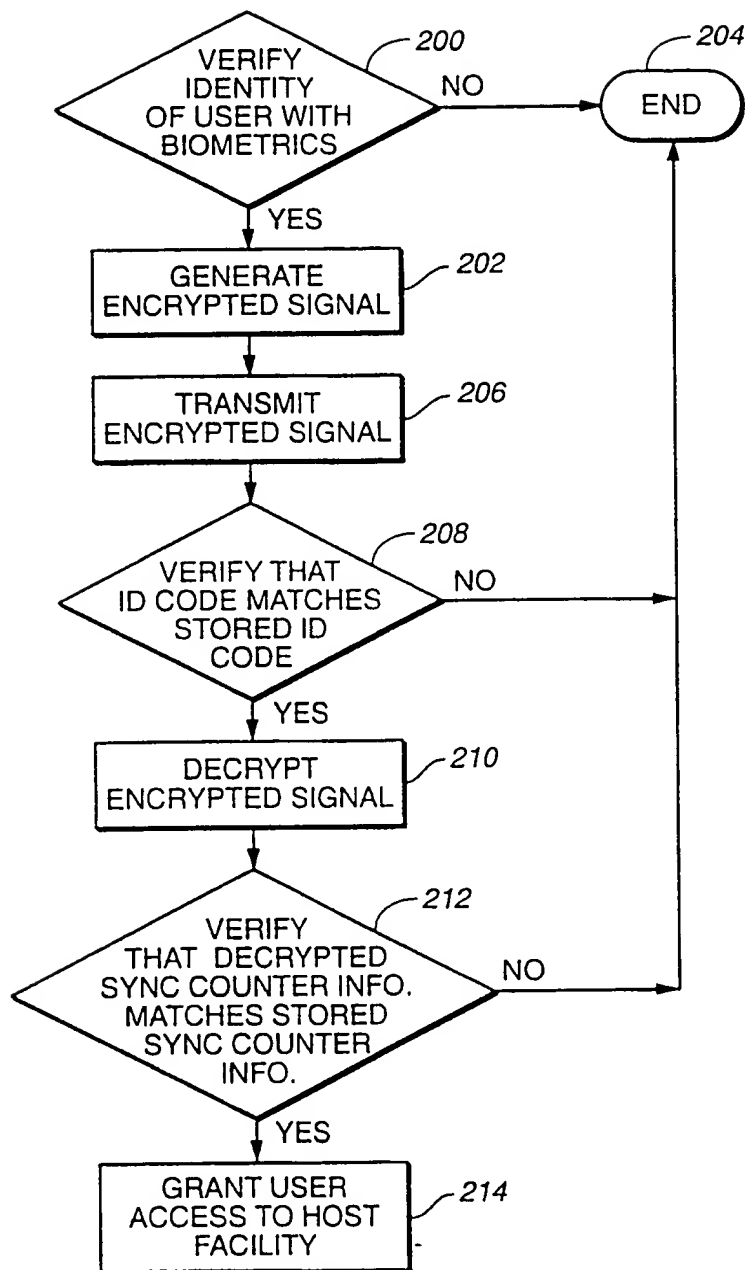 VERIFY
IDENTITY
OF USER WITH
BIOMETRICS
200
NO
204
END
YES
GENERATE
ENCRYPTED SIGNAL
202
TRANSMIT
ENCRYPTED SIGNAL
206
208
VERIFY THAT
ID CODE MATCHES
STORED ID
CODE
NO
YES
DECRYPT
ENCRYPTED SIGNAL
210
212
VERIFY
THAT DECRYPTED
SYNC COUNTER INFO.
MATCHES STORED
SYNC COUNTER
INFO.
NO
YES
GRANT USER
ACCESS TO HOST
FACILITY
214